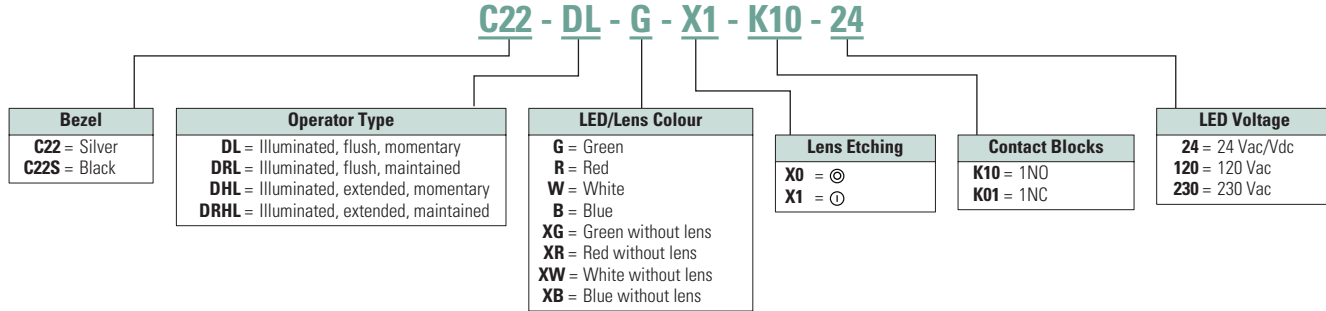 C22 - DL - G - X1 - K10 - 24
Bezel
C22 = Silver
C22S = Black
Operator Type
DL = Illuminated, flush, momentary
DRL = Illuminated, flush, maintained
DHL = Illuminated, extended, momentary
DRHL = Illuminated, extended, maintained
LED/Lens Colour
G = Green
R = Red
W = White
B = Blue
XG = Green without lens
XR = Red without lens
XW = White without lens
XB = Blue without lens
Lens Etching
X0 =
X1 =
Contact Blocks
K10 = 1NO
K01 = 1NC
LED Voltage
24 = 24 Vac/Vdc
120 = 120 Vac
230 = 230 Vac